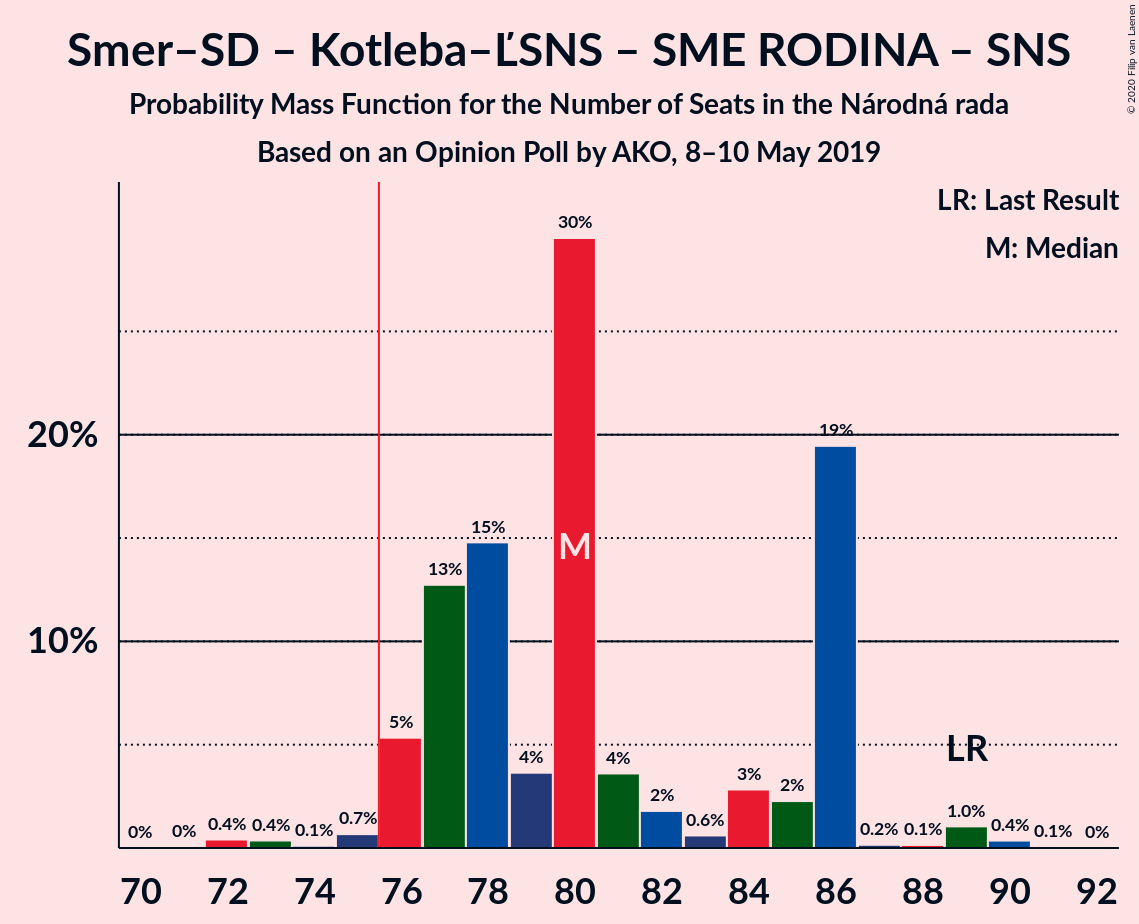 Smer–SD – Kotleba–ĽSNS – SME RODINA – SNS
Probability Mass Function for the Number of Seats in the Národná rada
Based on an Opinion Poll by AKO, 8–10 May 2019
© 2020 Filip van Laenen
LR: Last Result
M: Median
20%
10%
0%
0%
0.4%
0.4%
0.1%
0.7%
5%
13%
15%
4%
30%
4%
2%
0.6%
3%
2%
19%
0.2%
0.1%
1.0%
0.4%
0.1%
0%
M
LR
70 72 74 76 78 80 82 84 86 88 90 92